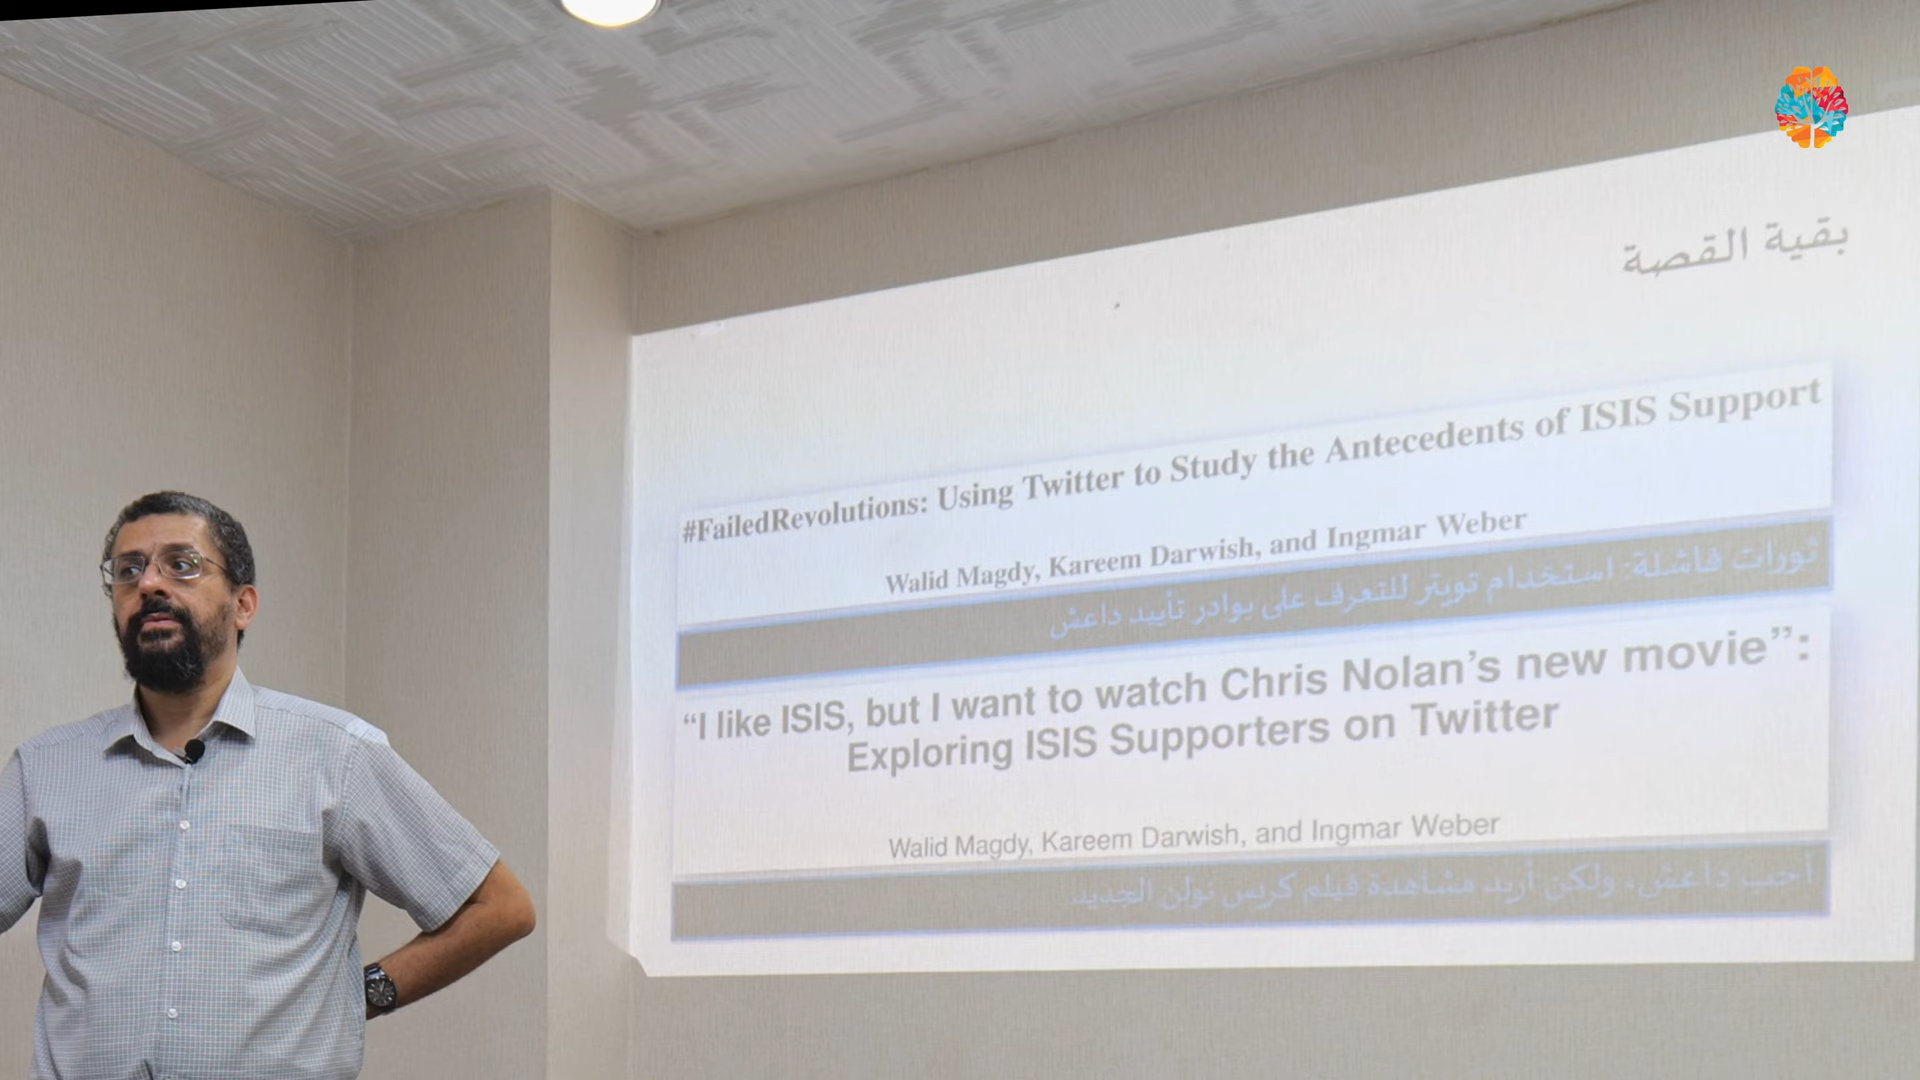 بقية القصة
#FailedRevolutions: Using Twitter to Study the Antecedents of ISIS Support
Walid Magdy, Kareem Darwish, and Ingmar Weber
ثورات فاشلة: استخدام تويتر للتعرف على بوادر تأييد داعش
“I like ISIS, but I want to watch Chris Nolan’s new movie”:
Exploring ISIS Supporters on Twitter
Walid Magdy, Kareem Darwish, and Ingmar Weber
أحب داعش، ولكن أريد مشاهدة فيلم كريس نولن الجديد